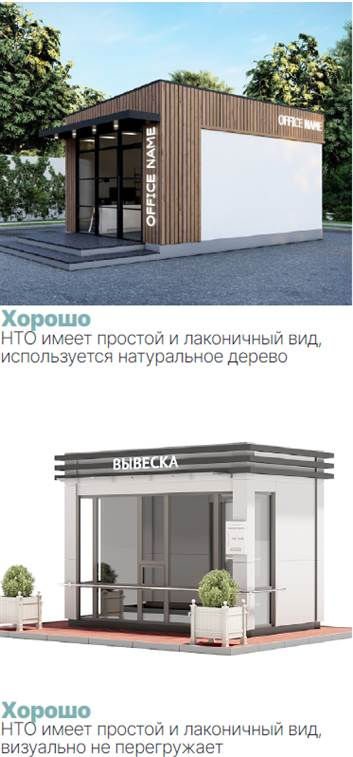 OFFICE NAME
OFFICE NAME
Хорошо
НТО имеет простой и лаконичный вид,
используется натуральное дерево
ВЫВЕСКА
Хорошо
НТО имеет простой и лаконичный вид,
визуально не перегружает